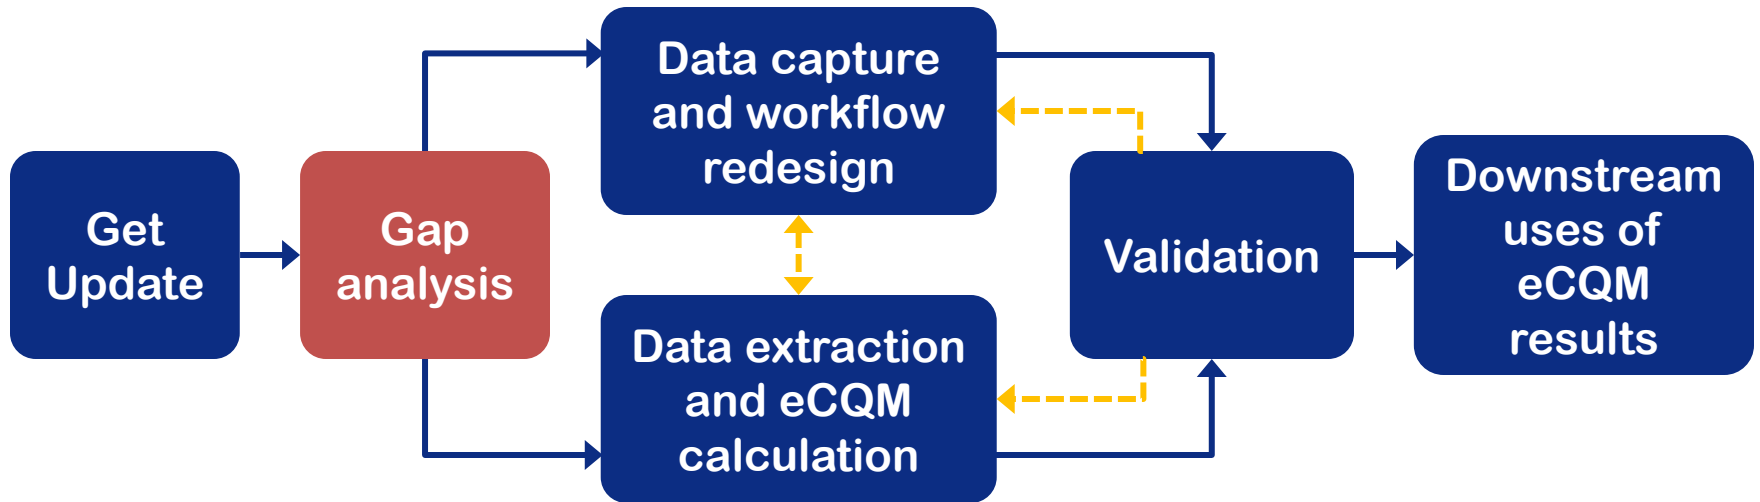 Get
Update
Gap
analysis
Data capture
and workflow
redesign
Data extraction
and eCQM
calculation
Validation
Downstream
uses of
eCQM
results